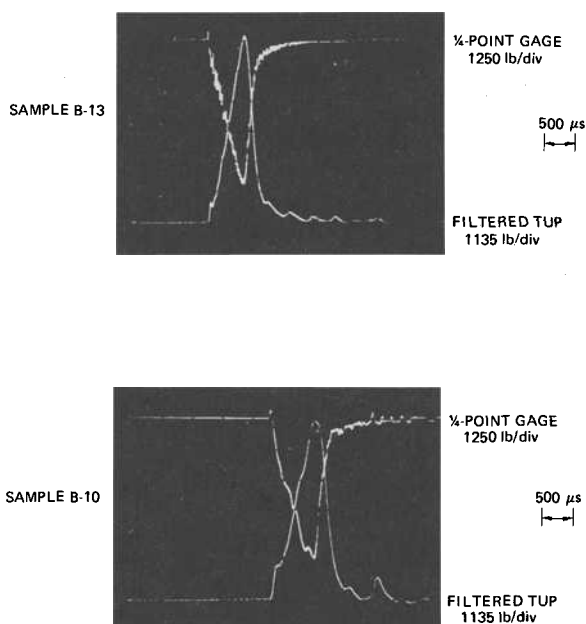 ¼-POINT GAGE
1250 lb/div
SAMPLE B-13
500 μs
FILTERED TUP
1135 lb/div
¼-POINT GAGE
1250 lb/div
SAMPLE B-10
500 μs
FILTERED TUP
1135 lb/div